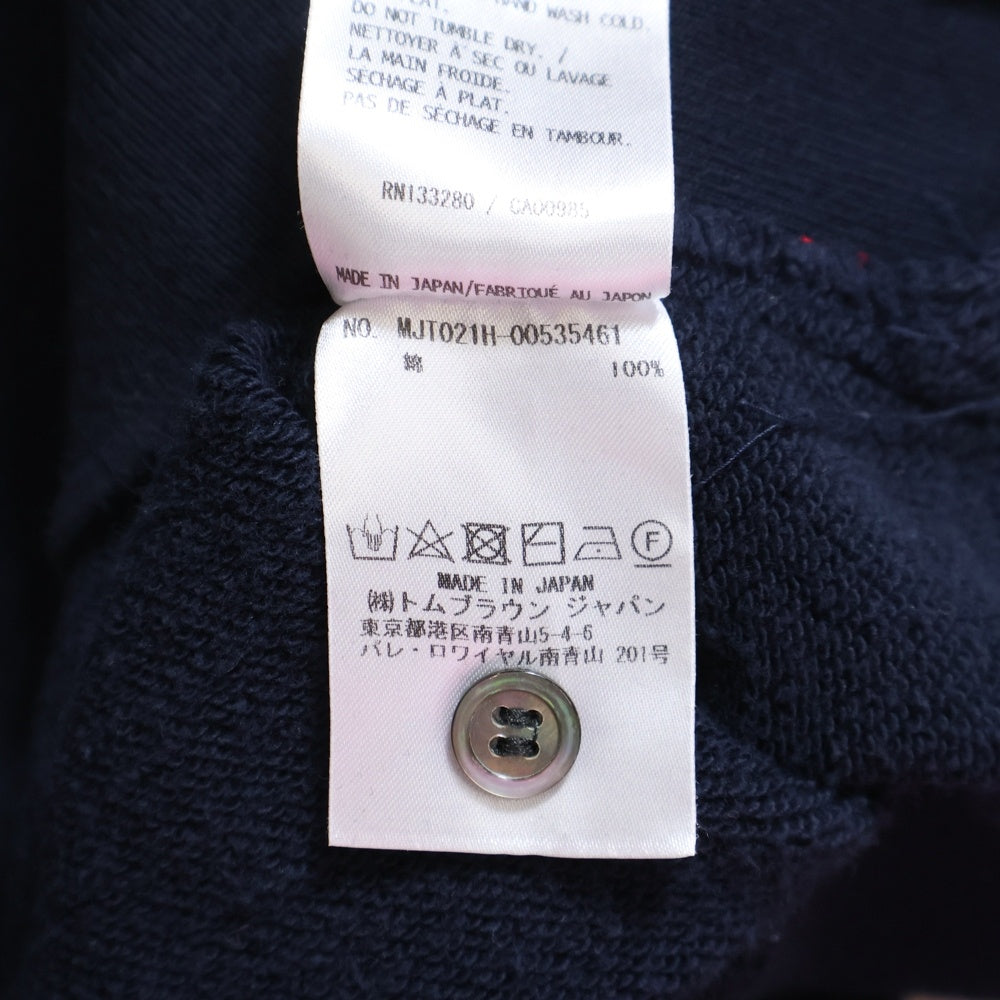 HAND WASH COLD.
DO NOT TUMBLE DRY. /
NETTOYER À SEC OU LAVAGE
LA MAIN FROIDE.
SÉCHAGE À PLAT.
PAS DE SÉCHAGE EN TAMBOUR.
RN133280 / CA00985
MADE IN JAPAN/FABRIQUÉ AU JAPON
NO. MJT021H-00535461
綿 100%
F
MADE IN JAPAN
(株)トムブラウン ジャパン
東京都港区南青山5-4-6
パレ・ロワイヤル南青山 201号